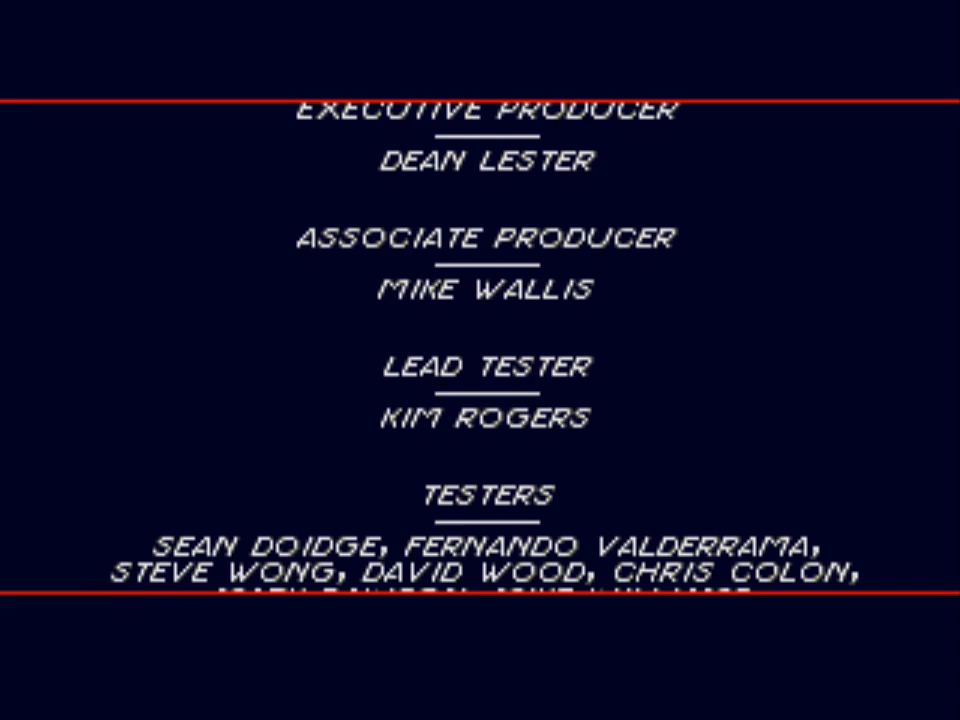 EXECUTIVE PRODUCER
DEAN LESTER
ASSOCIATE PRODUCER
MIKE WALLIS
LEAD TESTER
KIM ROGERS
TESTERS
SEAN DOIDGE, FERNANDO VALDERRAMA,
STEVE WONG, DAVID WOOD, CHRIS COLON,